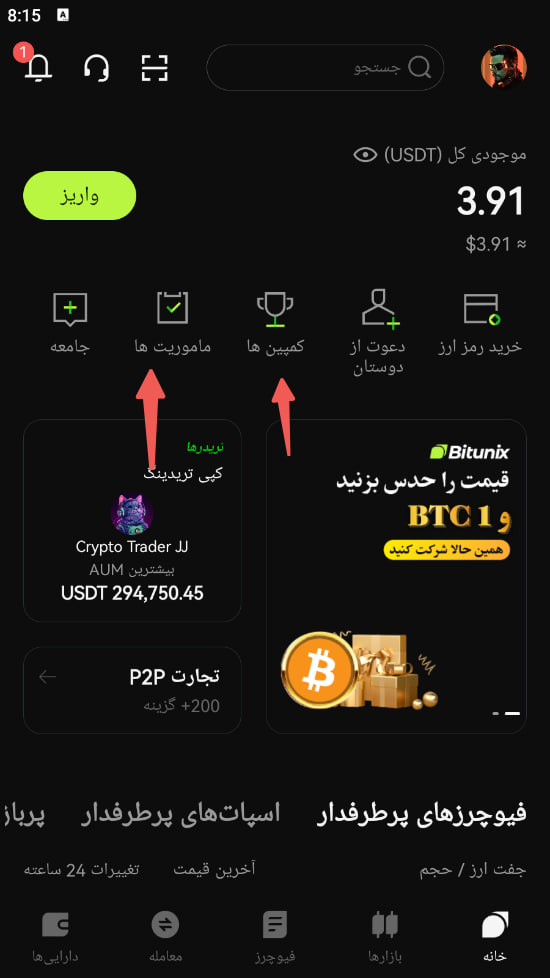 8:15
A
1
جستجو
موجودی کل (USDT)
3.91
≈ $3.91
واریز
خرید رمز ارز
دعوت از
دوستان
کمپین ها
ماموریت ها
جامعه
Bitunix
قیمت را حدس بزنید
و 1 BTC
همین حالا شرکت کنید
تریدرها
کپی تریدینگ
Crypto Trader JJ
بیشترین AUM
USDT 294,750.45
تجارت P2P
200+ گزینه
فیوچرزهای پرطرفدار
اسپات‌های پرطرفدار
جفت ارز / حجم
آخرین قیمت
تغییرات 24 ساعته
خانه
بازارها
فیوچرز
معامله
دارایی‌ها